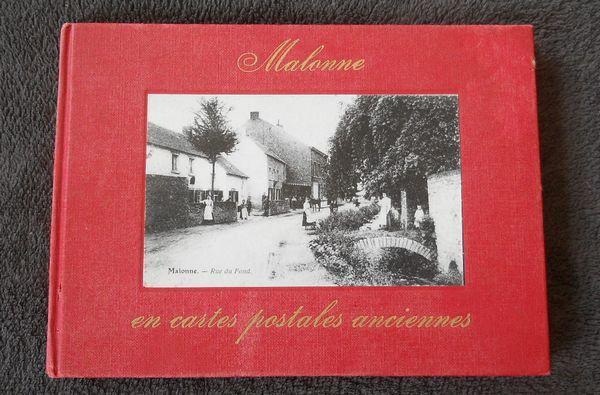 Malonne
Malonne. — Rue du Fond.
en cartes postales anciennes